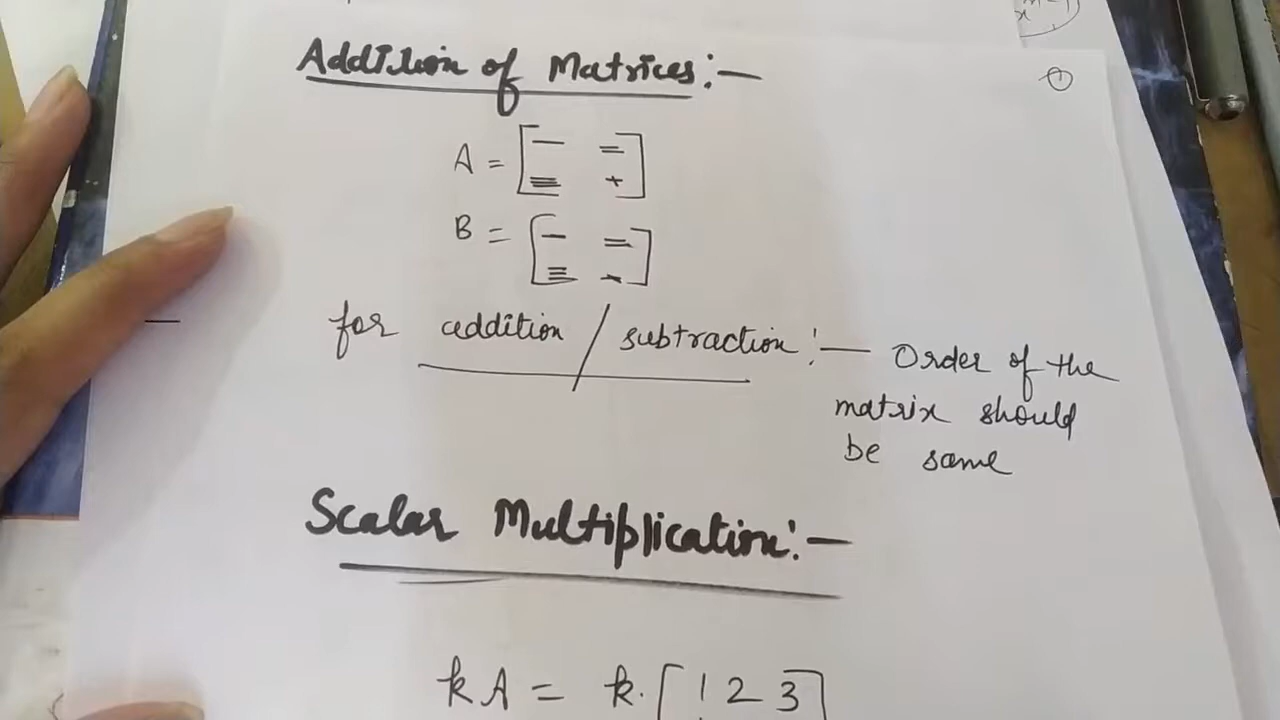 Addition of Matrices:—
A = [— =
≡ +]
B = [— =
≡ -]
for addition / subtraction:— Order of the
matrix should
be same
Scalar Multiplication:—
kA = k. [1 2 3]